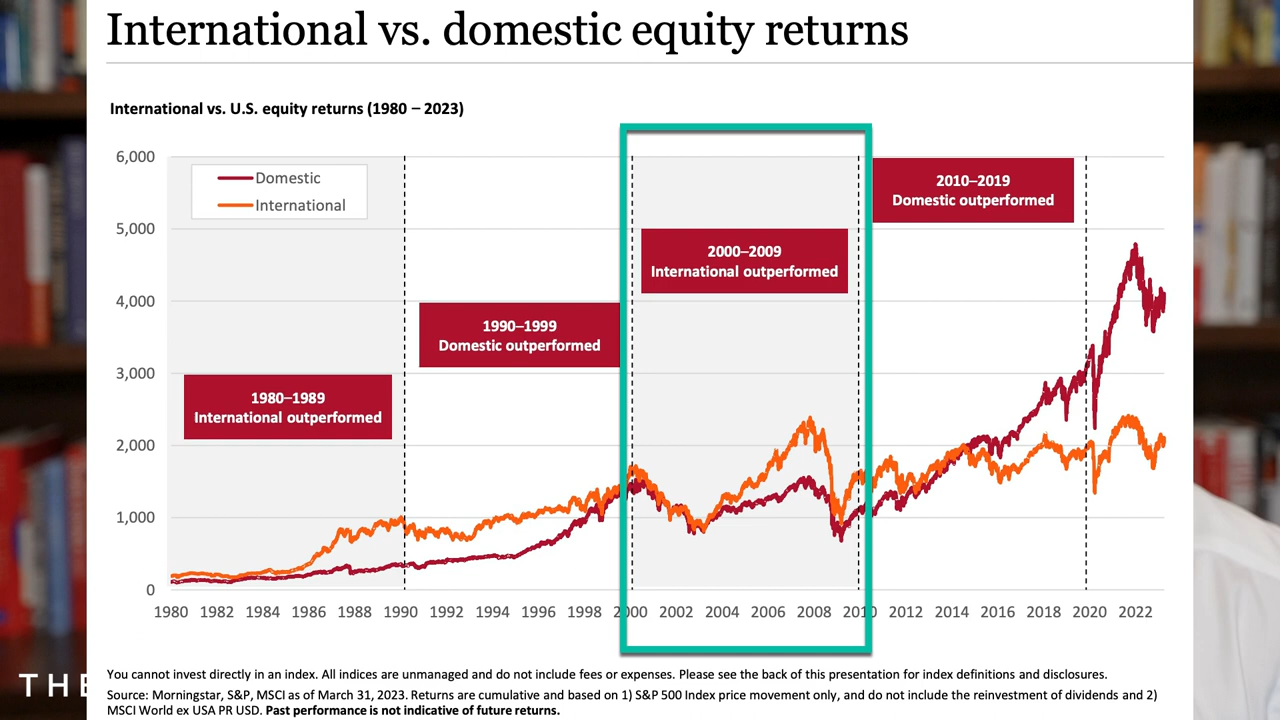 International vs. domestic equity returns
International vs. U.S. equity returns (1980 – 2023)
6,000
5,000
4,000
3,000
2,000
1,000
0
Domestic
International
1980–1989
International outperformed
1990–1999
Domestic outperformed
2000–2009
International outperformed
2010–2019
Domestic outperformed
1980 1982 1984 1986 1988 1990 1992 1994 1996 1998 2000 2002 2004 2006 2008 2010 2012 2014 2016 2018 2020 2022
You cannot invest directly in an index. All indices are unmanaged and do not include fees or expenses. Please see the back of this presentation for index definitions and disclosures.
Source: Morningstar, S&P, MSCI as of March 31, 2023. Returns are cumulative and based on 1) S&P 500 Index price movement only, and do not include the reinvestment of dividends and 2)
MSCI World ex USA PR USD. Past performance is not indicative of future returns.
THE